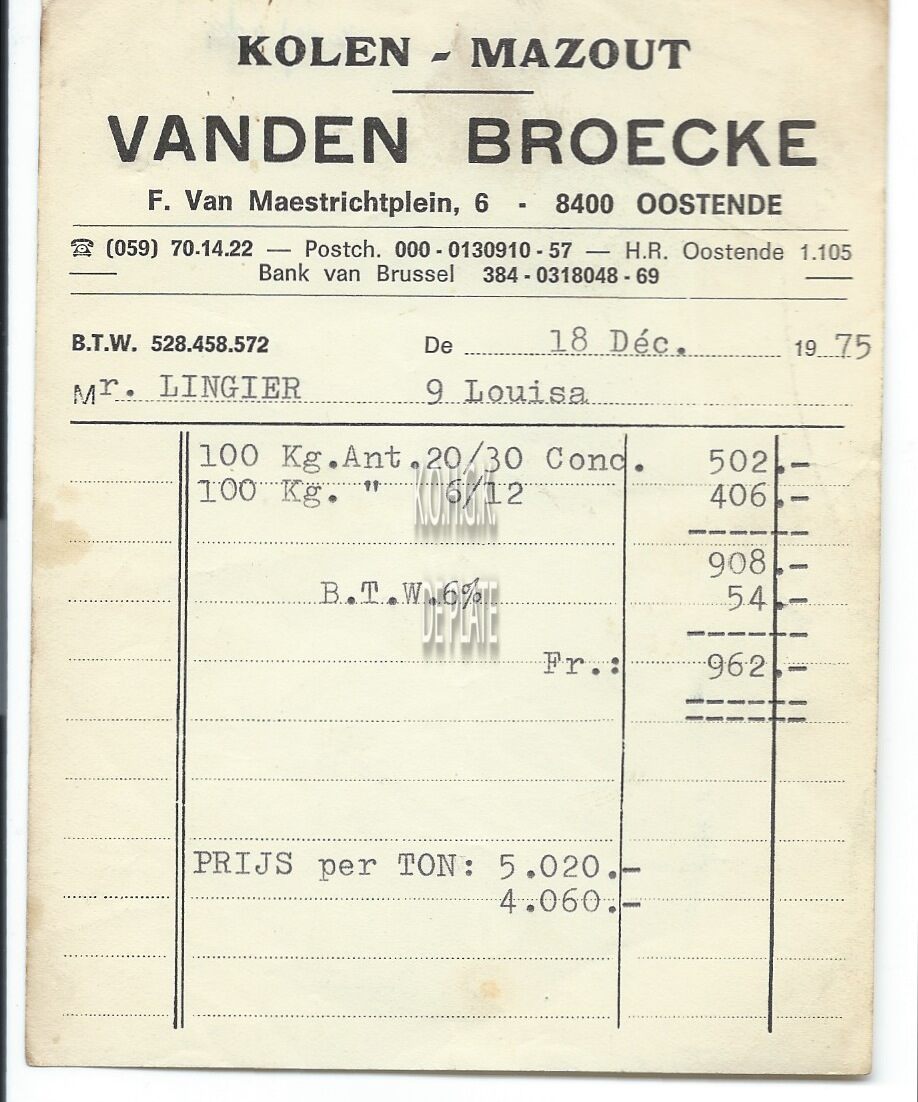 KOLEN - MAZOUT
VANDEN BROECKE
F. Van Maestrichtplein, 6 - 8400 OOSTENDE
☎ (059) 70.14.22 — Postch. 000-0130910-57 — H.R. Oostende 1.105
Bank van Brussel 384-0318048-69
B.T.W. 528.458.572 De 18 Déc. 1975
Mr. LINGIER 9 Louisa
100 Kg.Ant.20/30 Cond. 502.-
100 Kg. " 6/12 406.-
908.-
B.T.W.6% 54.-
Fr.: 962.-
PRIJS per TON: 5.020.-
4.060.-
DE PLATE